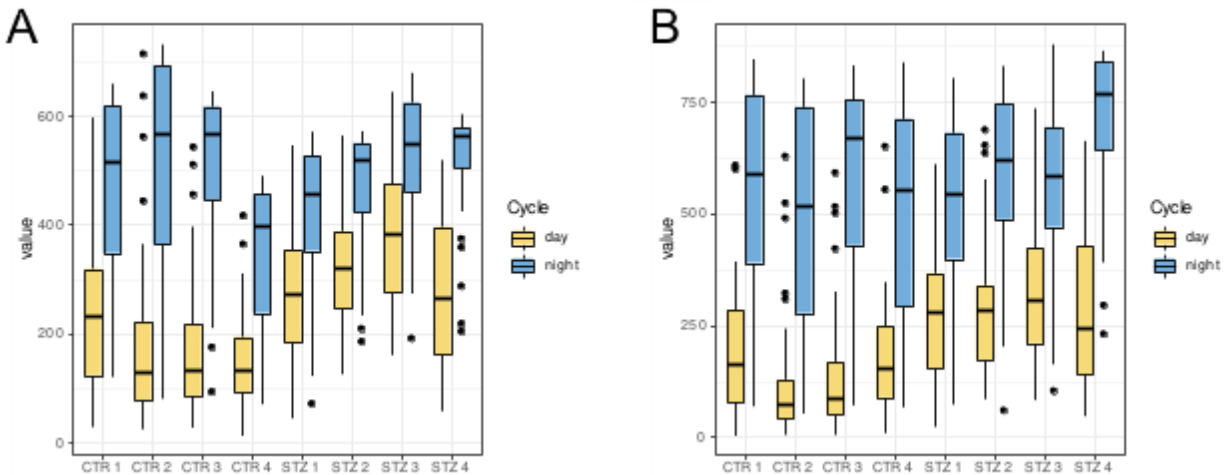 A
value
600
400
200
0
CTR 1 CTR 2 CTR 3 CTR 4 STZ 1 STZ 2 STZ 3 STZ 4
Cycle
day
night
B
value
750
500
250
0
CTR 1 CTR 2 CTR 3 CTR 4 STZ 1 STZ 2 STZ 3 STZ 4
Cycle
day
night